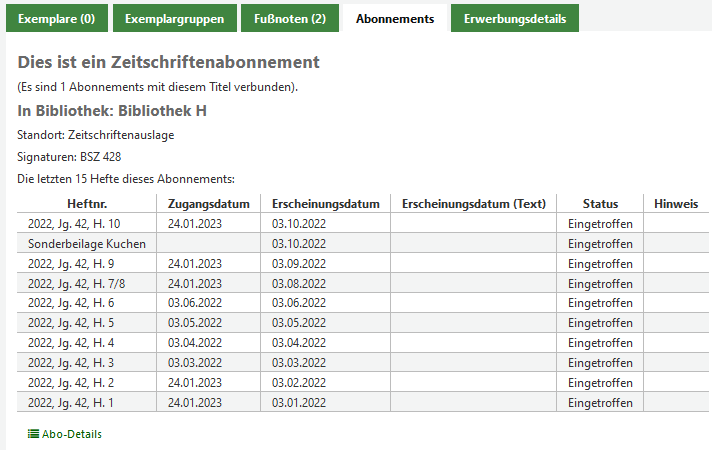 Exemplare (0) Exemplargruppen Fußnoten (2) Abonnements Erwerbungsdetails
Dies ist ein Zeitschriftenabonnement
(Es sind 1 Abonnements mit diesem Titel verbunden).
In Bibliothek: Bibliothek H
Standort: Zeitschriftenauslage
Signaturen: BSZ 428
Die letzten 15 Hefte dieses Abonnements:
Heftnr. Zugangsdatum Erscheinungsdatum Erscheinungsdatum (Text) Status Hinweis
2022, Jg. 42, H. 10 24.01.2023 03.10.2022 Eingetroffen
Sonderbeilage Kuchen 03.10.2022 Eingetroffen
2022, Jg. 42, H. 9 24.01.2023 03.09.2022 Eingetroffen
2022, Jg. 42, H. 7/8 24.01.2023 03.08.2022 Eingetroffen
2022, Jg. 42, H. 6 03.06.2022 03.06.2022 Eingetroffen
2022, Jg. 42, H. 5 03.05.2022 03.05.2022 Eingetroffen
2022, Jg. 42, H. 4 03.04.2022 03.04.2022 Eingetroffen
2022, Jg. 42, H. 3 03.03.2022 03.03.2022 Eingetroffen
2022, Jg. 42, H. 2 24.01.2023 03.02.2022 Eingetroffen
2022, Jg. 42, H. 1 24.01.2023 03.01.2022 Eingetroffen
Abo-Details